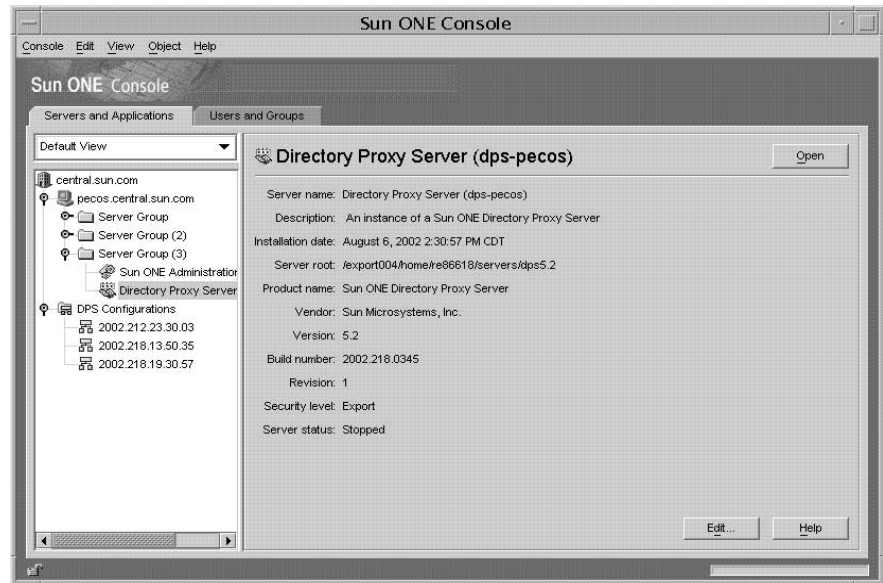 Sun ONE Console
Console Edit View Object Help
Sun ONE Console
Servers and Applications Users and Groups
Default View
central.sun.com
pecos.central.sun.com
Server Group
Server Group (2)
Server Group (3)
Sun ONE Administration
Directory Proxy Server
DPS Configurations
2002.212.23.30.03
2002.218.13.50.35
2002.218.19.30.57
Directory Proxy Server (dps-pecos)
Open
Server name: Directory Proxy Server (dps-pecos)
Description: An instance of a Sun ONE Directory Proxy Server
Installation date: August 6, 2002 2:30:57 PM CDT
Server root: /export004/home/re86618/servers/dps5.2
Product name: Sun ONE Directory Proxy Server
Vendor: Sun Microsystems, Inc.
Version: 5.2
Build number: 2002.218.0345
Revision: 1
Security level: Export
Server status: Stopped
Edit... Help